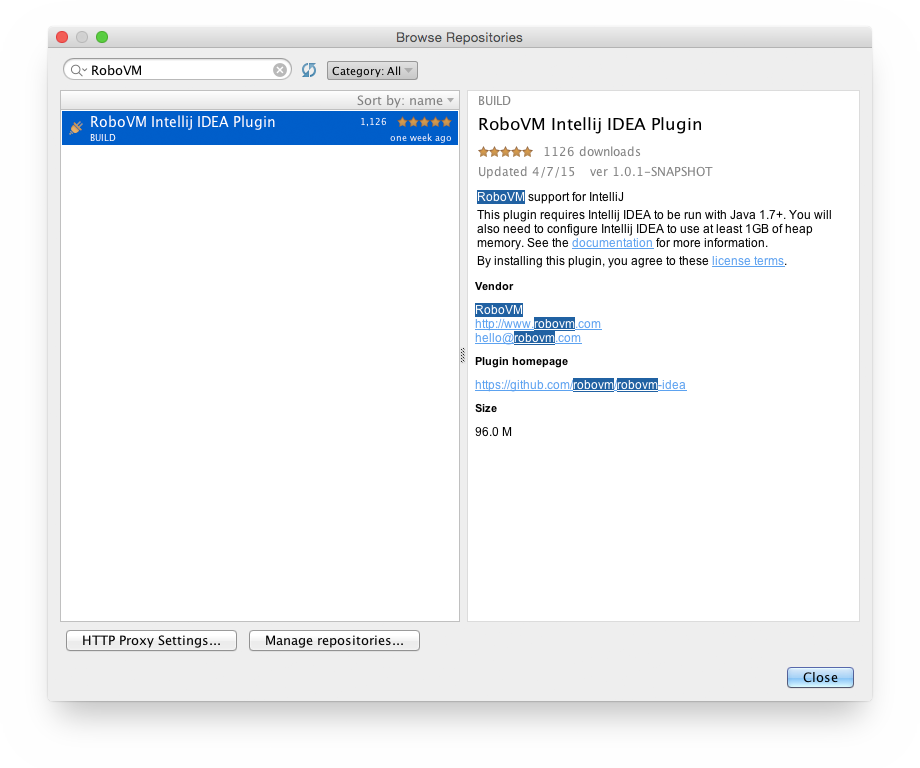 Browse Repositories
RoboVM
Category: All
Sort by: name
RoboVM Intellij IDEA Plugin 1,126
BUILD one week ago
BUILD
RoboVM Intellij IDEA Plugin
1126 downloads
Updated 4/7/15 ver 1.0.1-SNAPSHOT
RoboVM support for IntelliJ
This plugin requires Intellij IDEA to be run with Java 1.7+. You will
also need to configure Intellij IDEA to use at least 1GB of heap
memory. See the documentation for more information.
By installing this plugin, you agree to these license terms.
Vendor
RoboVM
http://www.robovm.com
hello@robovm.com
Plugin homepage
https://github.com/robovm/robovm-idea
Size
96.0 M
HTTP Proxy Settings...
Manage repositories...
Close